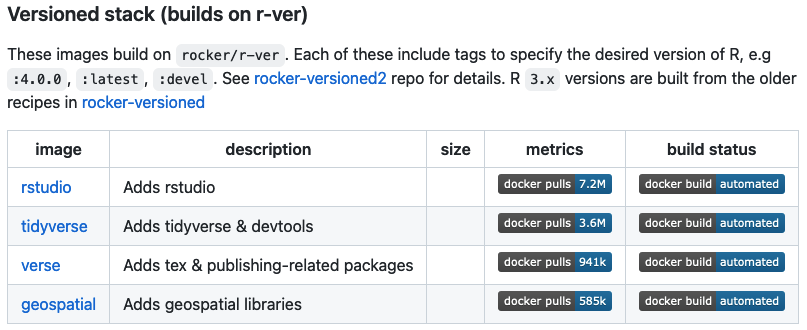 Versioned stack (builds on r-ver)
These images build on rocker/r-ver. Each of these include tags to specify the desired version of R, e.g
:4.0.0, :latest, :devel. See rocker-versioned2 repo for details. R 3.x versions are built from the older
recipes in rocker-versioned
image description size metrics build status
rstudio Adds rstudio docker pulls 7.2M docker build automated
tidyverse Adds tidyverse & devtools docker pulls 3.6M docker build automated
verse Adds tex & publishing-related packages docker pulls 941k docker build automated
geospatial Adds geospatial libraries docker pulls 585k docker build automated